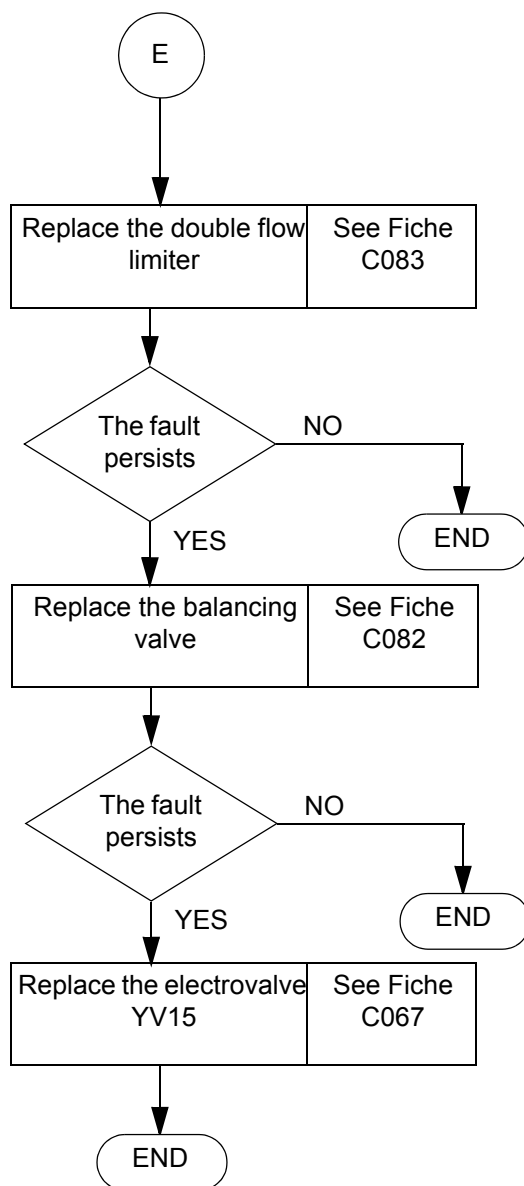 E
Replace the double flow
limiter
See Fiche
C083
The fault
persists
NO
END
YES
Replace the balancing
valve
See Fiche
C082
The fault
persists
NO
END
YES
Replace the electrovalve
YV15
See Fiche
C067
END